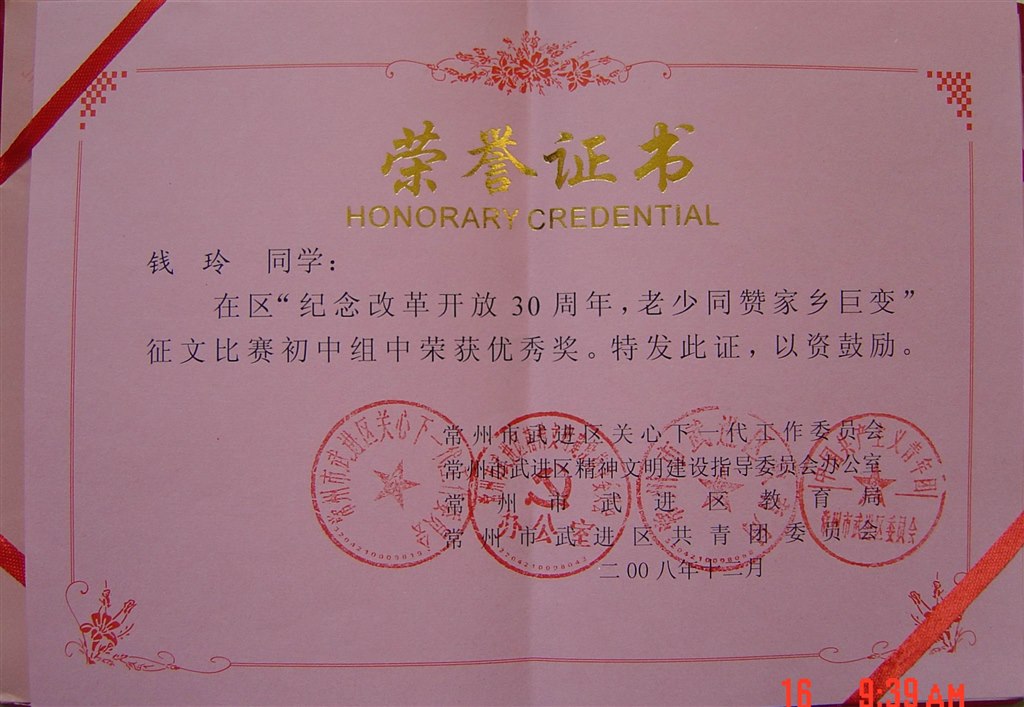 荣誉证书
HONORARY CREDENTIAL
钱 玲 同学：
在区“纪念改革开放30周年，老少同赞家乡巨变”
征文比赛初中组中荣获优秀奖。特发此证，以资鼓励。
常州市武进区关心下一代工作委员会
常州市武进区精神文明建设指导委员会办公室
常州市武进区教育局
常州市武进区共青团委员会
二00八年十二月
办公室
16 9:39 AM